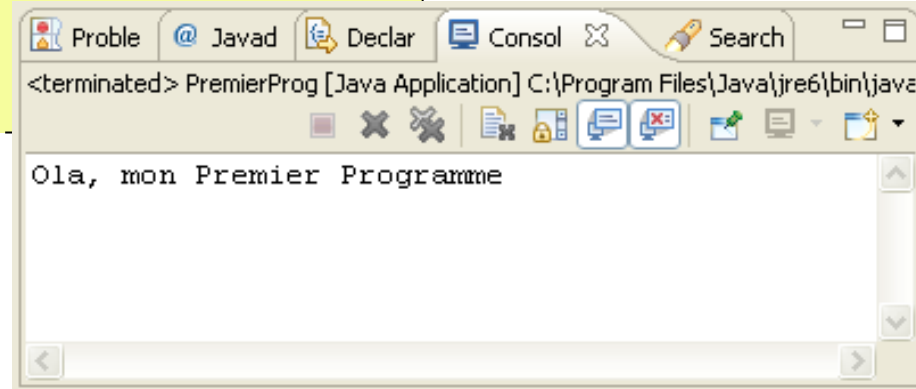 Proble @ Javad Declar Consol Search
<terminated> PremierProg [Java Application] C:\Program Files\Java\jre6\bin\java
Ola, mon Premier Programme